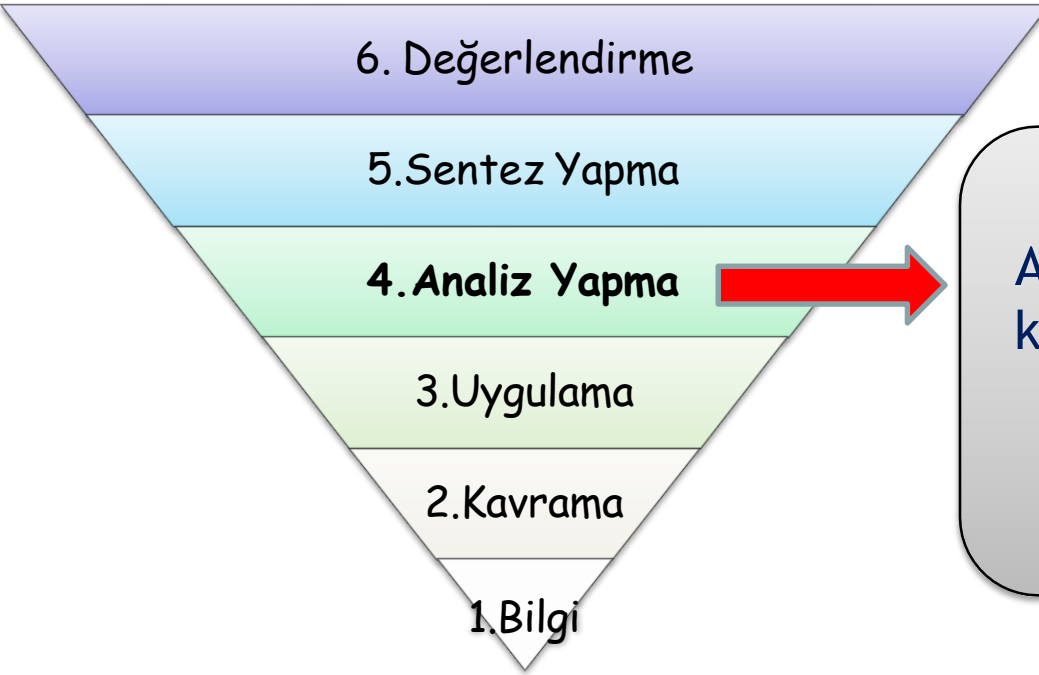 6. Değerlendirme
5.Sentez Yapma
4.Analiz Yapma
3.Uygulama
2.Kavrama
1.Bilgi